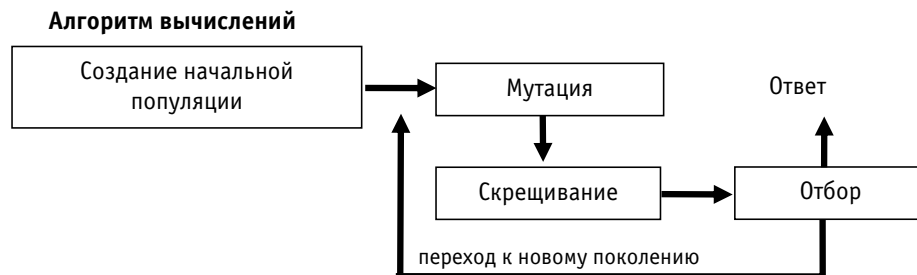 Алгоритм вычислений
Создание начальной
популяции
Мутация
Ответ
Скрещивание
Отбор
переход к новому поколению